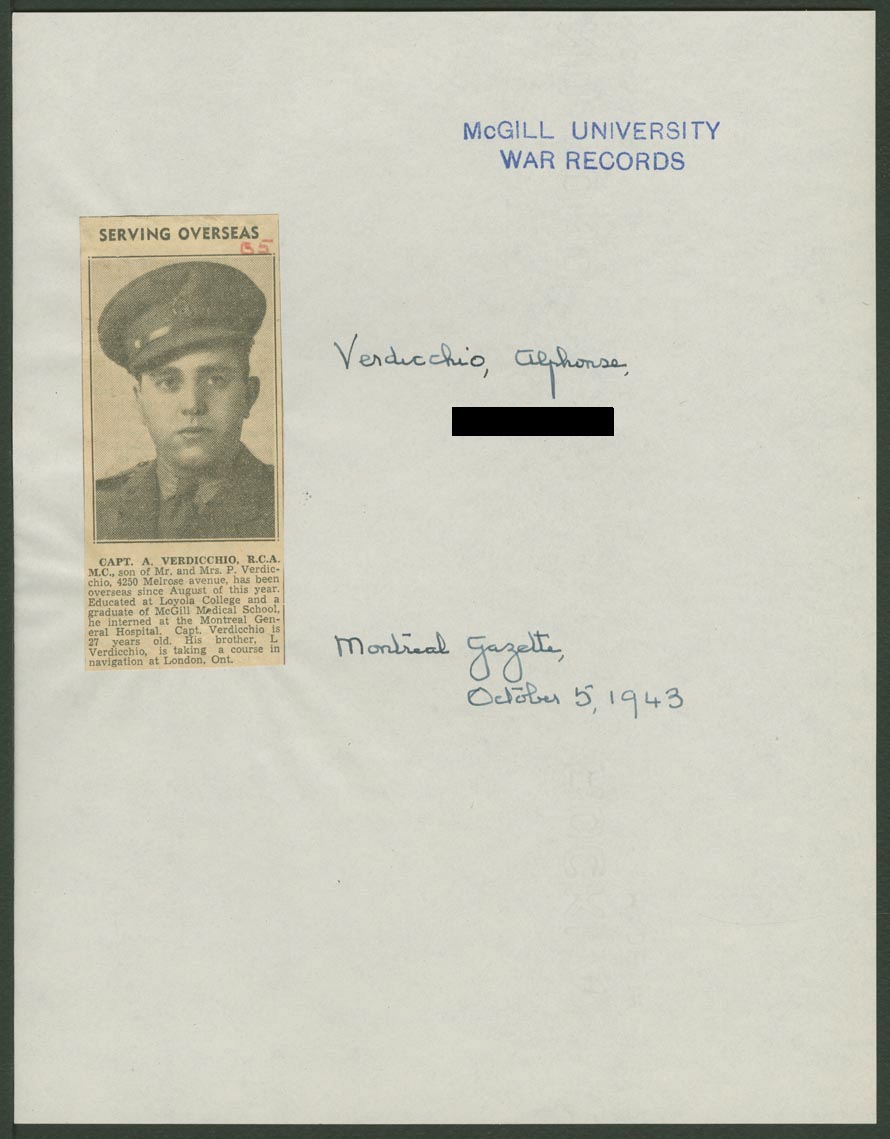 McGILL UNIVERSITY
WAR RECORDS
SERVING OVERSEAS
B5
Verdicchio, Alphonse,
CAPT. A. VERDICCHIO, R.C.A.
M.C., son of Mr. and Mrs. P. Verdic-
chio, 4250 Melrose avenue, has been
overseas since August of this year.
Educated at Loyola College and a
graduate of McGill Medical School,
he interned at the Montreal Gen-
eral Hospital. Capt. Verdicchio is
27 years old. His brother, L
Verdicchio, is taking a course in
navigation at London, Ont.
Montreal Gazette,
October 5, 1943